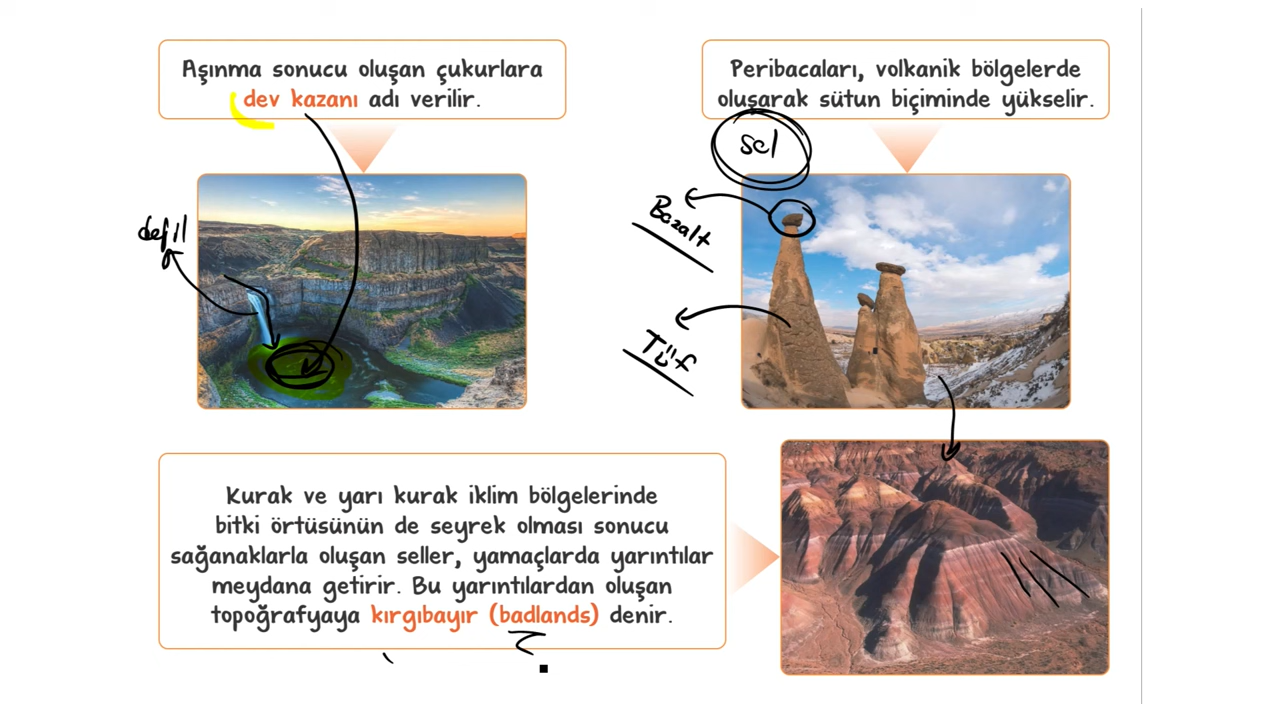 Aşınma sonucu oluşan çukurlara
dev kazanı adı verilir.
Peribacaları, volkanik bölgelerde
oluşarak sütun biçiminde yükselir.
sel
Bazalt
Tüf
Kurak ve yarı kurak iklim bölgelerinde
bitki örtüsünün de seyrek olması sonucu
sağanaklarla oluşan seller, yamaçlarda yarıntılar
meydana getirir. Bu yarıntılardan oluşan
topoğrafyaya kırgıbayır (badlands) denir.